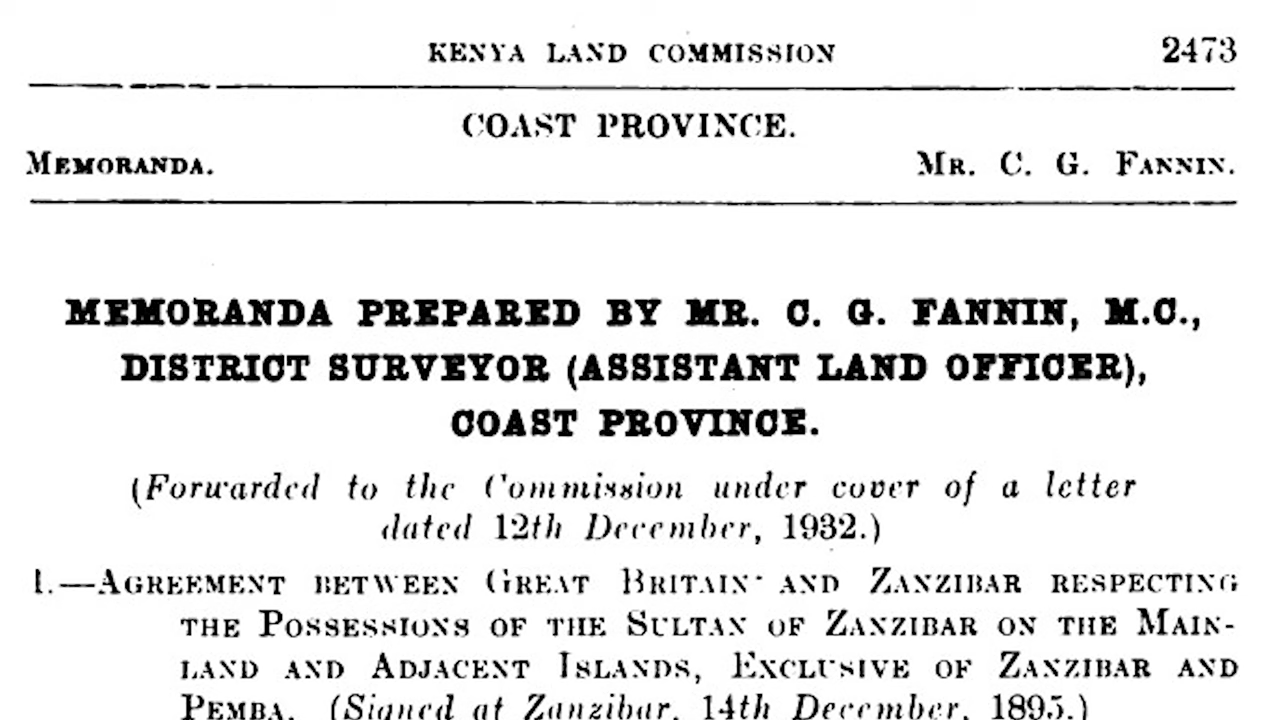 KENYA LAND COMMISSION 2473
COAST PROVINCE.
MEMORANDA. MR. C. G. FANNIN.
MEMORANDA PREPARED BY MR. C. G. FANNIN, M.C.,
DISTRICT SURVEYOR (ASSISTANT LAND OFFICER),
COAST PROVINCE.
(Forwarded to the Commission under cover of a letter
dated 12th December, 1932.)
1.—AGREEMENT BETWEEN GREAT BRITAIN AND ZANZIBAR RESPECTING
THE POSSESSIONS OF THE SULTAN OF ZANZIBAR ON THE MAIN-
LAND AND ADJACENT ISLANDS, EXCLUSIVE OF ZANZIBAR AND
PEMBA. (Signed at Zanzibar, 14th December, 1895.)